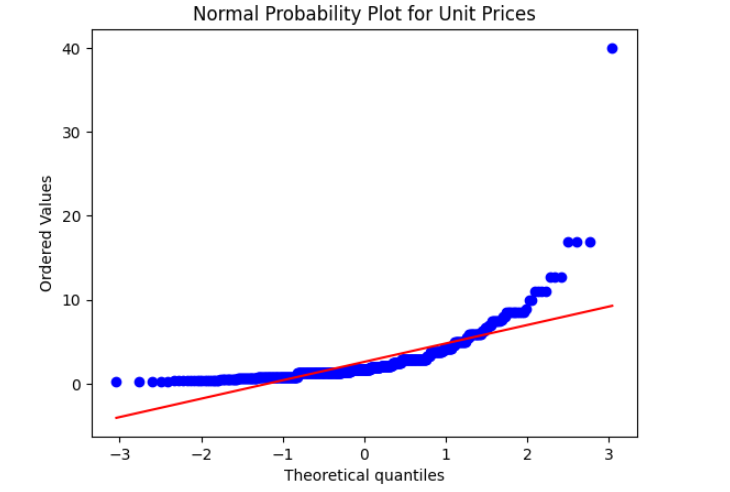 Normal Probability Plot for Unit Prices
40
30
20
10
0
Ordered Values
−3 −2 −1 0 1 2 3
Theoretical quantiles